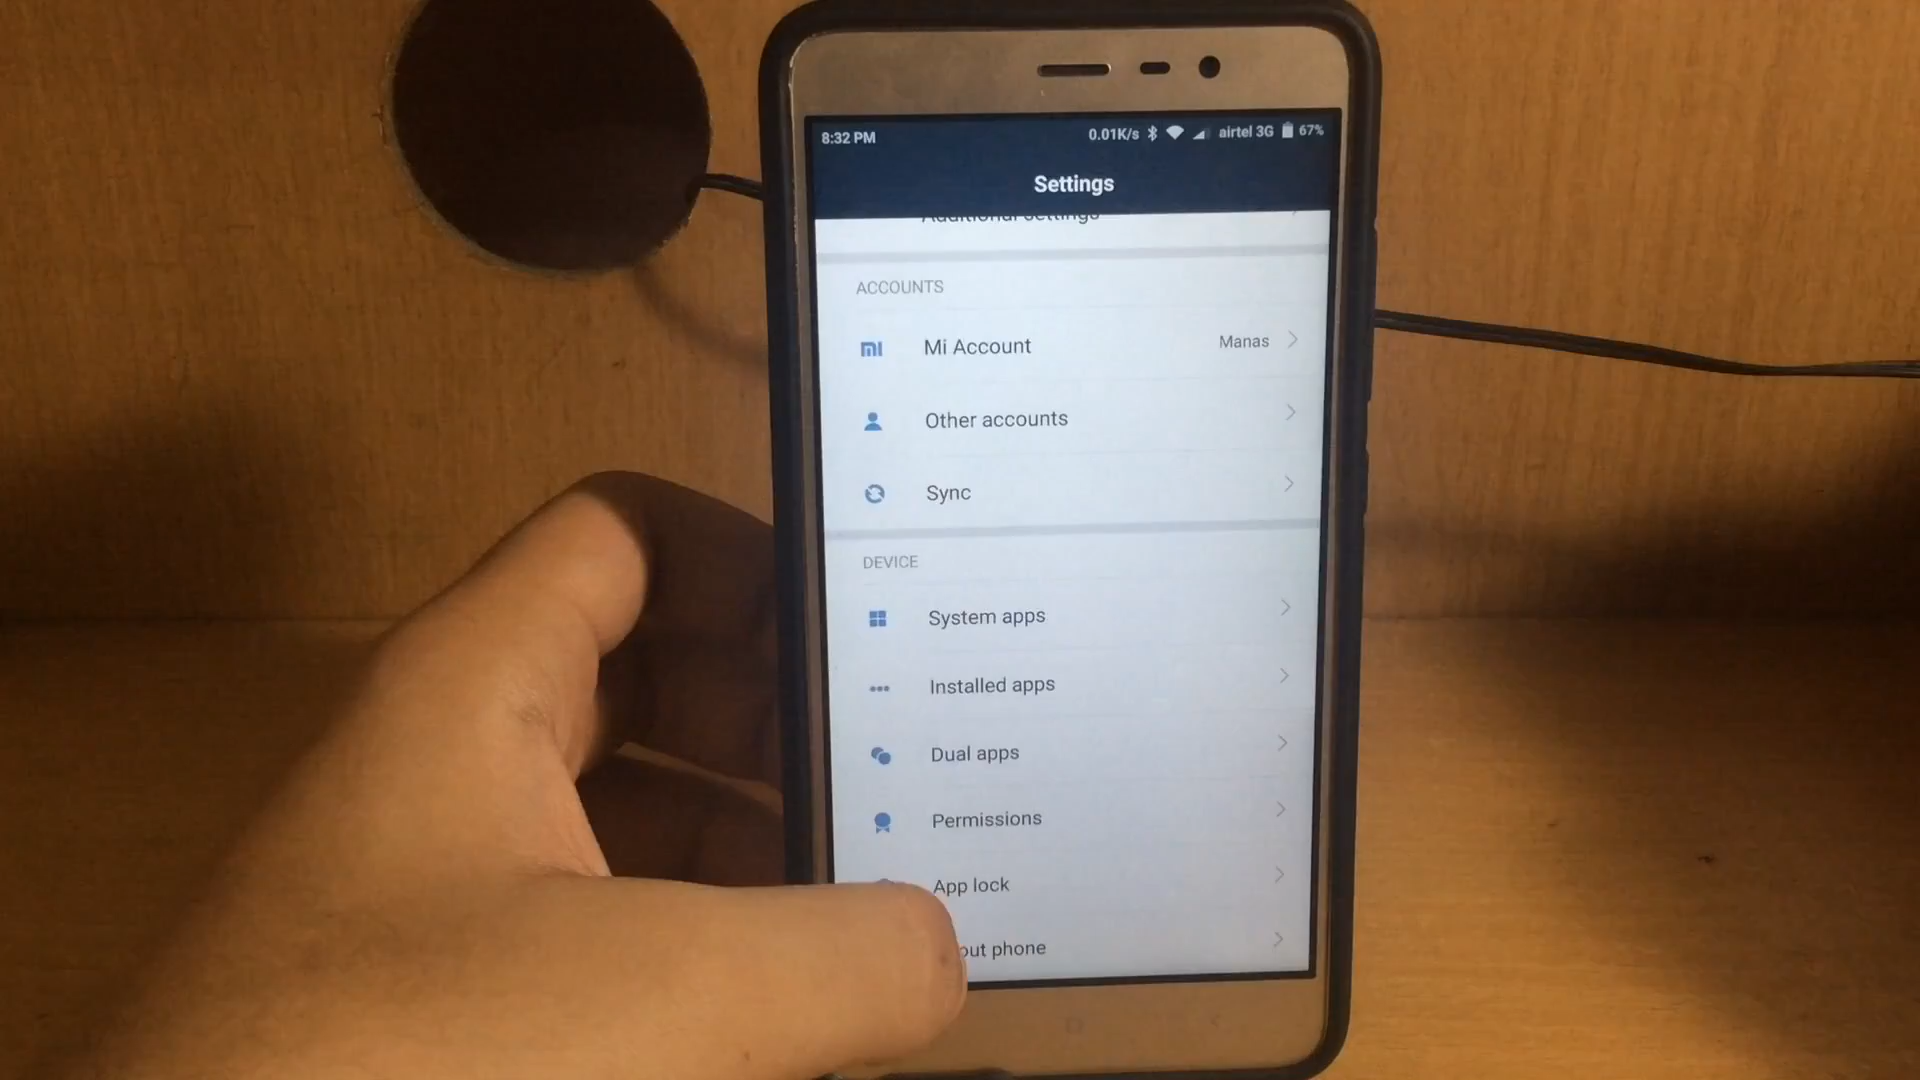 8:32 PM 0.01K/s airtel 3G 67%
Settings
Additional settings
ACCOUNTS
mi Mi Account Manas
Other accounts
Sync
DEVICE
System apps
Installed apps
Dual apps
Permissions
App lock
out phone